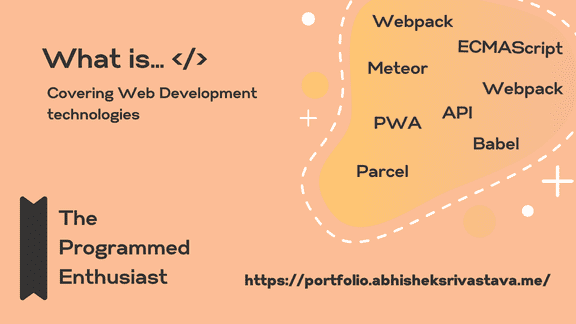 What is... </>
Covering Web Development
technologies
Webpack
ECMAScript
Meteor
Webpack
API
PWA
Babel
Parcel
The
Programmed
Enthusiast
https://portfolio.abhisheksrivastava.me/